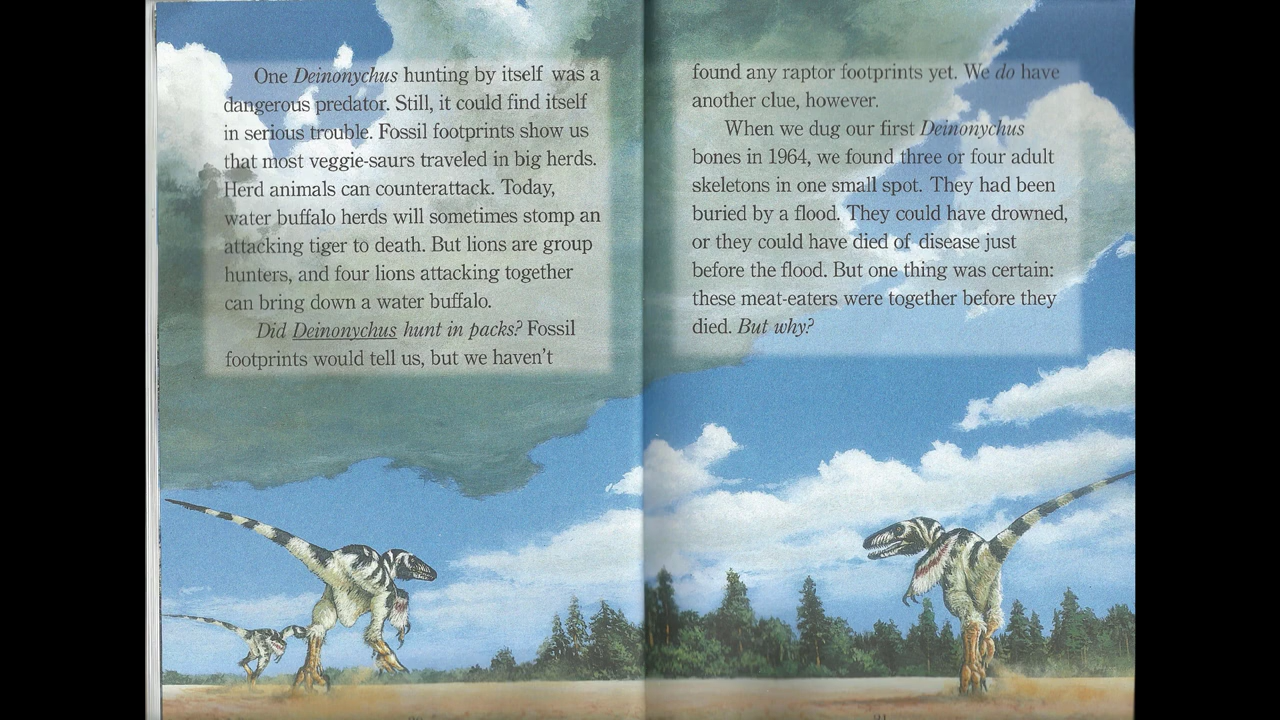 One Deinonychus hunting by itself was a
dangerous predator. Still, it could find itself
in serious trouble. Fossil footprints show us
that most veggie-saurs traveled in big herds.
Herd animals can counterattack. Today,
water buffalo herds will sometimes stomp an
attacking tiger to death. But lions are group
hunters, and four lions attacking together
can bring down a water buffalo.
Did Deinonychus hunt in packs? Fossil
footprints would tell us, but we haven't
found any raptor footprints yet. We do have
another clue, however.
When we dug our first Deinonychus
bones in 1964, we found three or four adult
skeletons in one small spot. They had been
buried by a flood. They could have drowned,
or they could have died of disease just
before the flood. But one thing was certain:
these meat-eaters were together before they
died. But why?